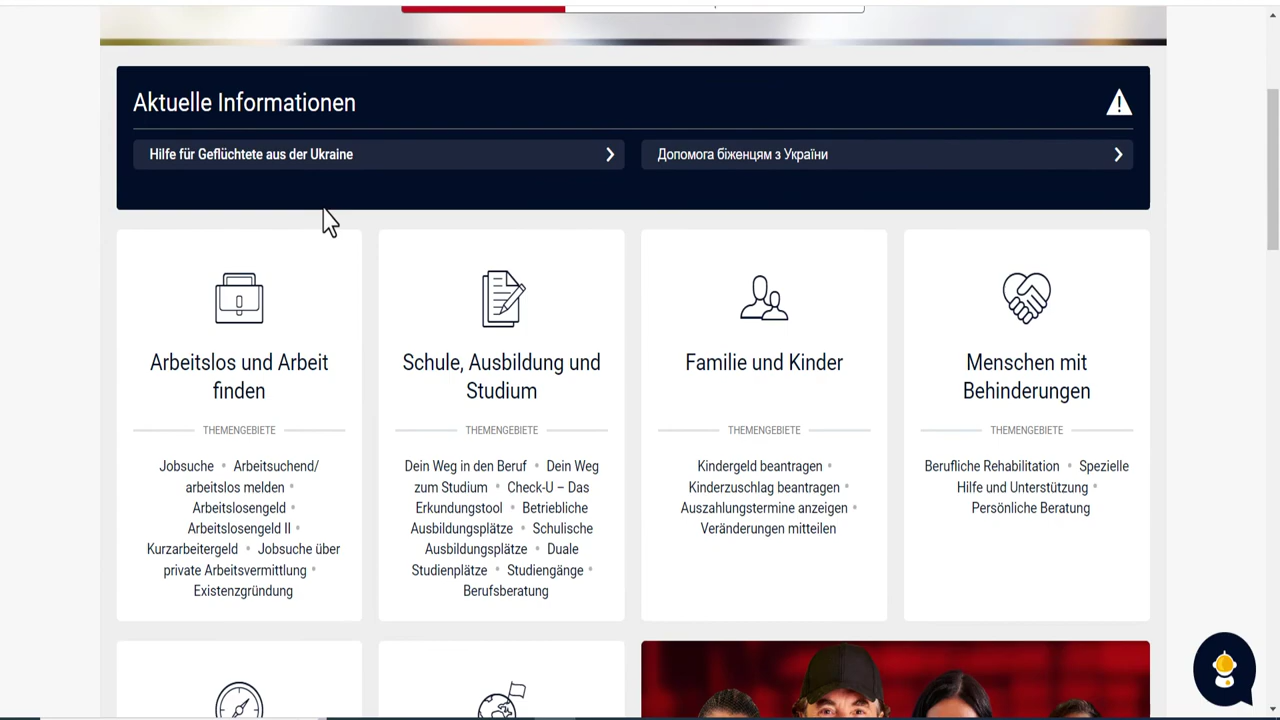 Aktuelle Informationen
Hilfe für Geflüchtete aus der Ukraine
Допомога біженцям з України
Arbeitslos und Arbeit
finden
THEMENGEBIETE
Jobsuche • Arbeitsuchend/
arbeitslos melden •
Arbeitslosengeld •
Arbeitslosengeld II •
Kurzarbeitergeld • Jobsuche über
private Arbeitsvermittlung •
Existenzgründung
Schule, Ausbildung und
Studium
THEMENGEBIETE
Dein Weg in den Beruf • Dein Weg
zum Studium • Check-U – Das
Erkundungstool • Betriebliche
Ausbildungsplätze • Schulische
Ausbildungsplätze • Duale
Studienplätze • Studiengänge •
Berufsberatung
Familie und Kinder
THEMENGEBIETE
Kindergeld beantragen •
Kinderzuschlag beantragen •
Auszahlungstermine anzeigen •
Veränderungen mitteilen
Menschen mit
Behinderungen
THEMENGEBIETE
Berufliche Rehabilitation • Spezielle
Hilfe und Unterstützung •
Persönliche Beratung